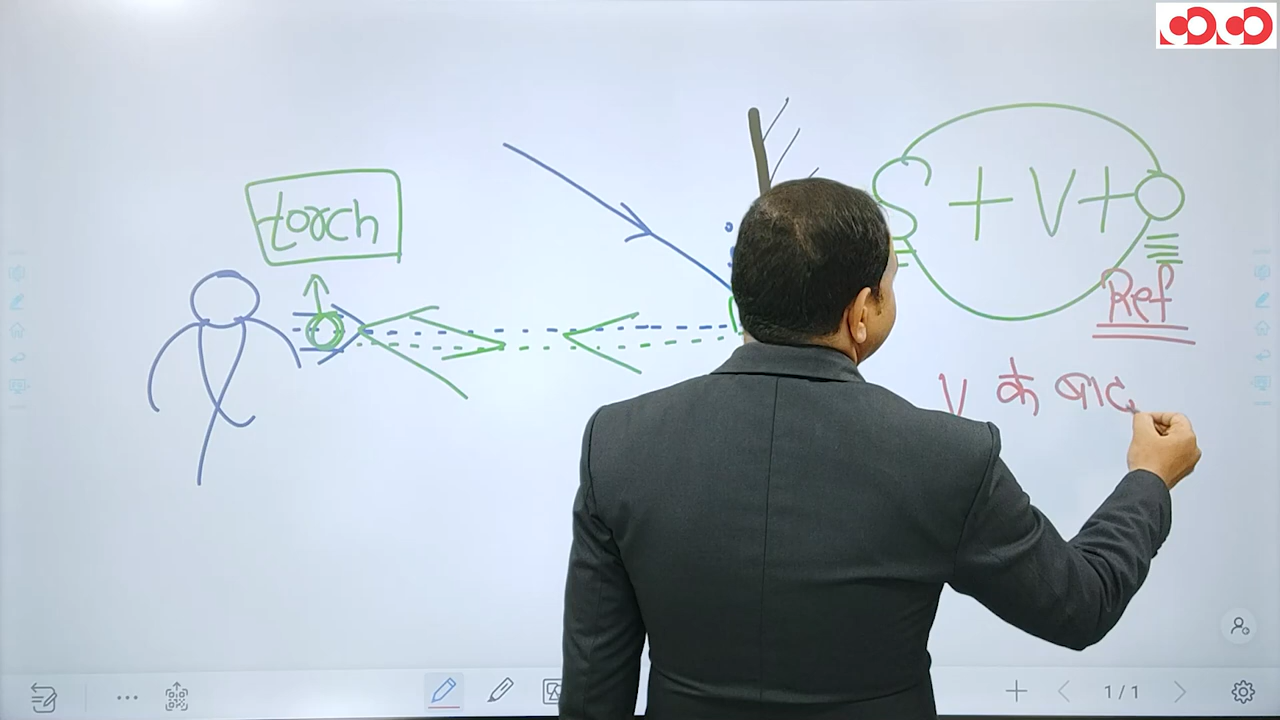 torch
S + V + O
Ref
V के बाद
1/1